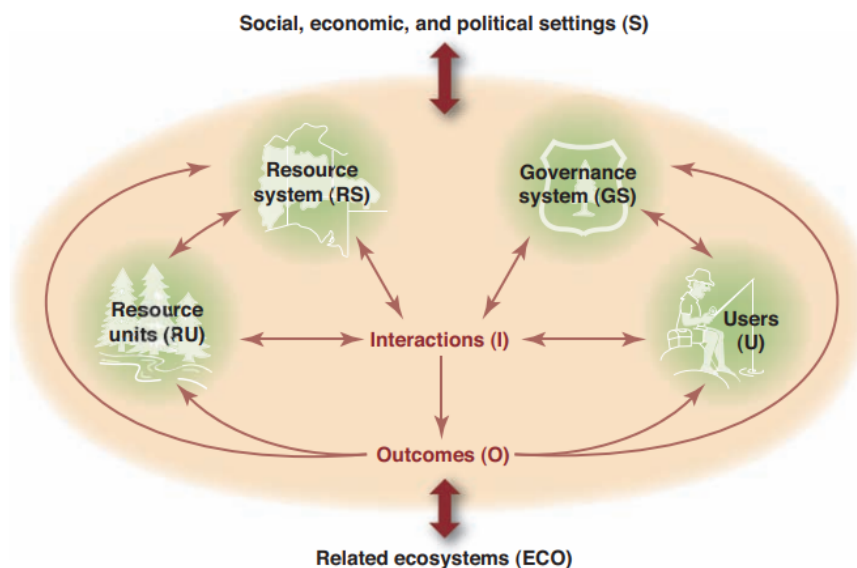 Social, economic, and political settings (S)
Resource
system (RS)
Governance
system (GS)
Resource
units (RU)
Interactions (I)
Users
(U)
Outcomes (O)
Related ecosystems (ECO)